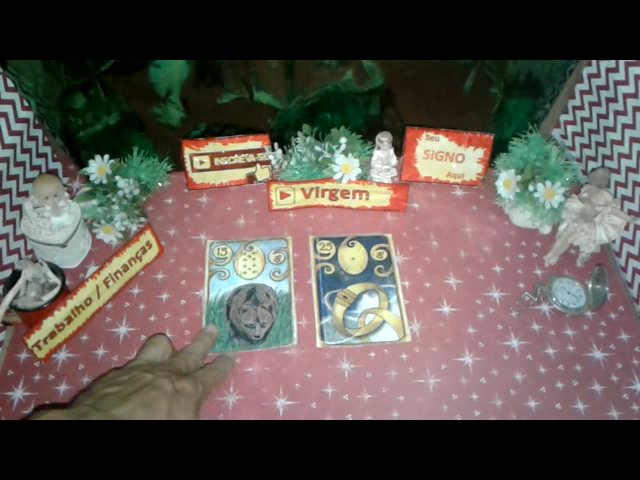 INSCREVA-SE
Seu
SIGNO
Aqui
Virgem
Trabalho / Finanças
15
25